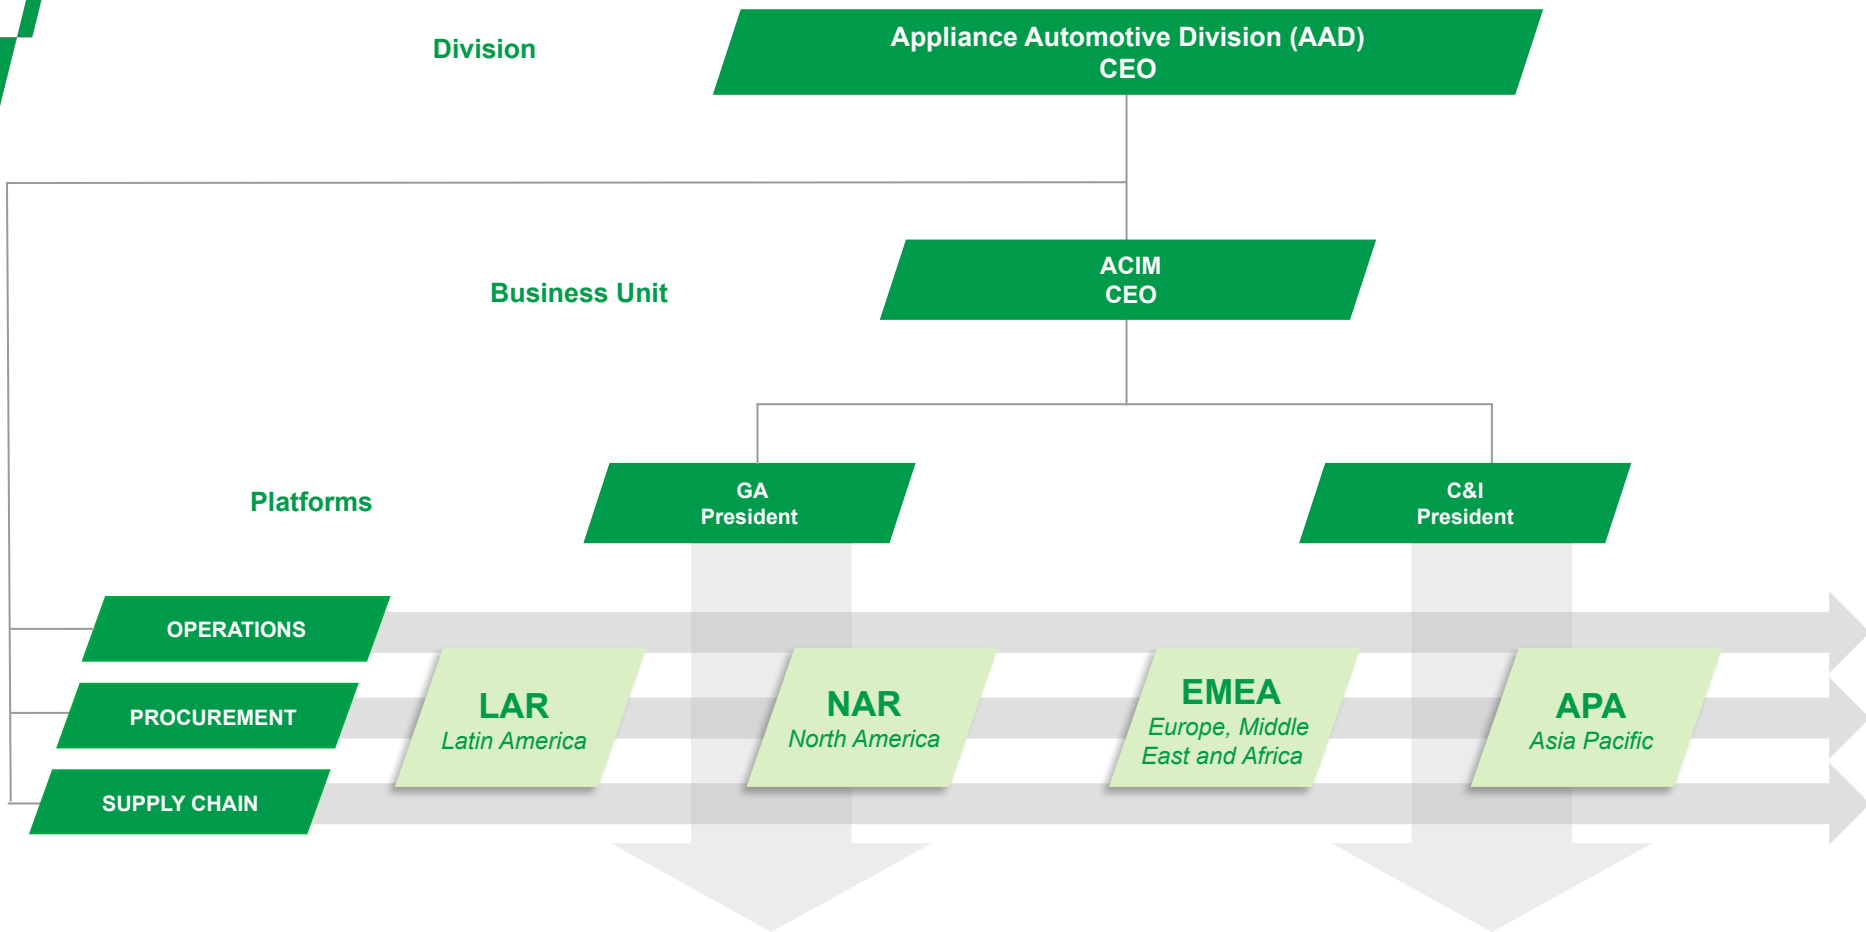 Division
Appliance Automotive Division (AAD)
CEO
Business Unit
ACIM
CEO
Platforms
GA
President
C&I
President
OPERATIONS
PROCUREMENT
SUPPLY CHAIN
LAR
Latin America
NAR
North America
EMEA
Europe, Middle
East and Africa
APA
Asia Pacific